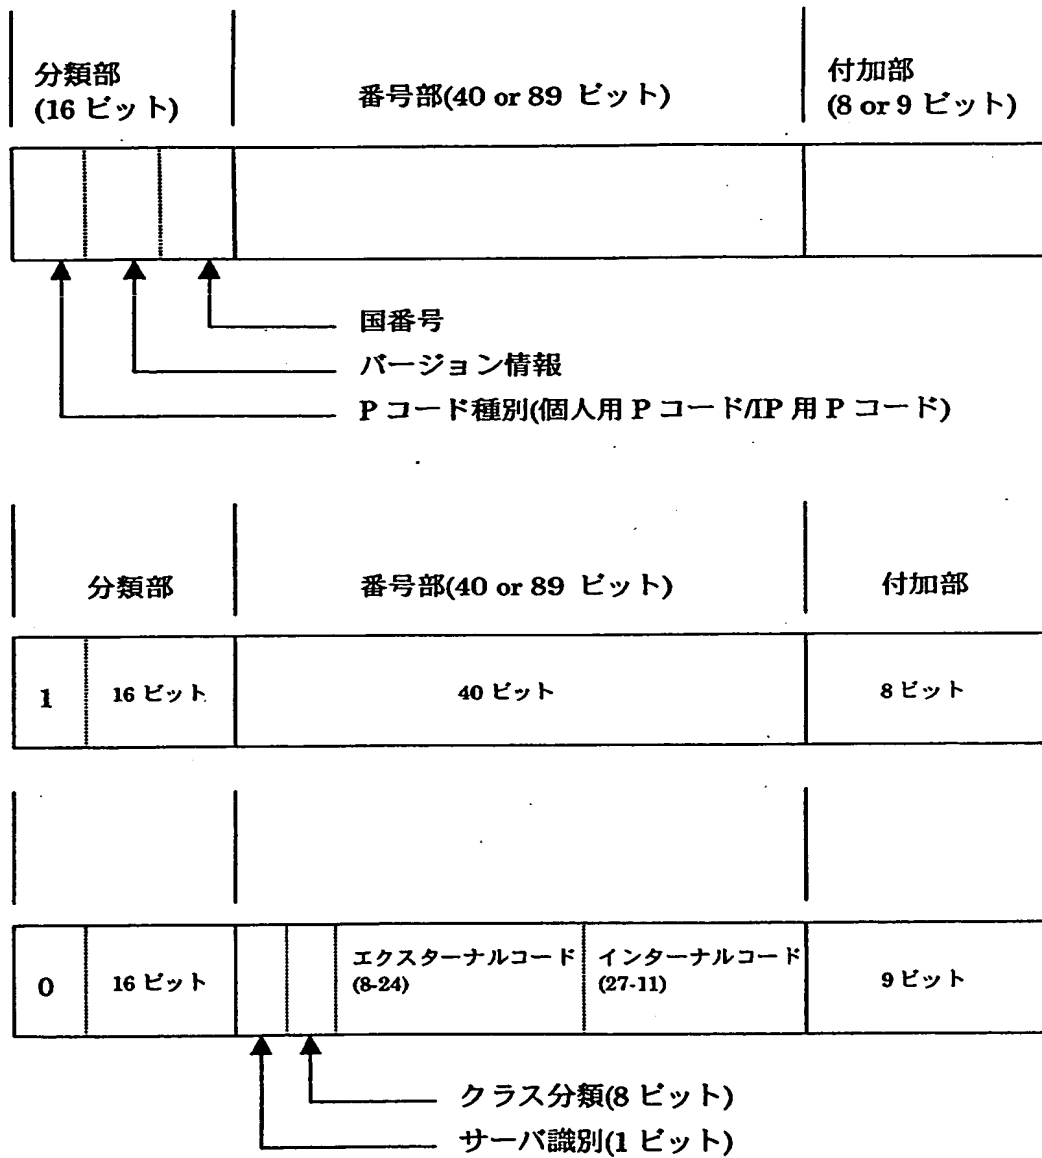 分類部
(16 ビット)
番号部(40 or 89 ビット)
付加部
(8 or 9 ビット)
国番号
バージョン情報
P コード種別(個人用 P コード/IP 用 P コード)
分類部
番号部(40 or 89 ビット)
付加部
1
16 ビット
40 ビット
8 ビット
0
16 ビット
エクスターナルコード
(8-24)
インターナルコード
(27-11)
9 ビット
クラス分類(8 ビット)
サーバ識別(1 ビット)